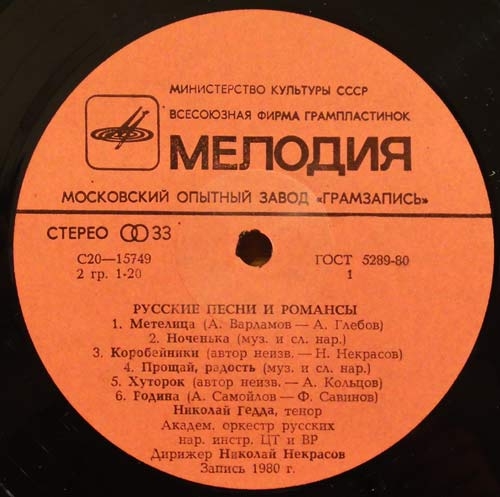 МИНИСТЕРСТВО КУЛЬТУРЫ СССР
ВСЕСОЮЗНАЯ ФИРМА ГРАМПЛАСТИНОК
МЕЛОДИЯ
МОСКОВСКИЙ ОПЫТНЫЙ ЗАВОД «ГРАМЗАПИСЬ»
СТЕРЕО 33
С20—15749
2 гр. 1-20
ГОСТ 5289-80
1
РУССКИЕ ПЕСНИ И РОМАНСЫ
1. Метелица (А. Варламов — А. Глебов)
2. Ноченька (муз. и сл. нар.)
3. Коробейники (автор неизв. — Н. Некрасов)
4. Прощай, радость (муз. и сл. нар.)
5. Хуторок (автор неизв. — А. Кольцов)
6. Родина (А. Самойлов — Ф. Савинов)
Николай Гедда, тенор
Академ. оркестр русских
нар. инстр. ЦТ и ВР
Дирижер Николай Некрасов
Запись 1980 г.